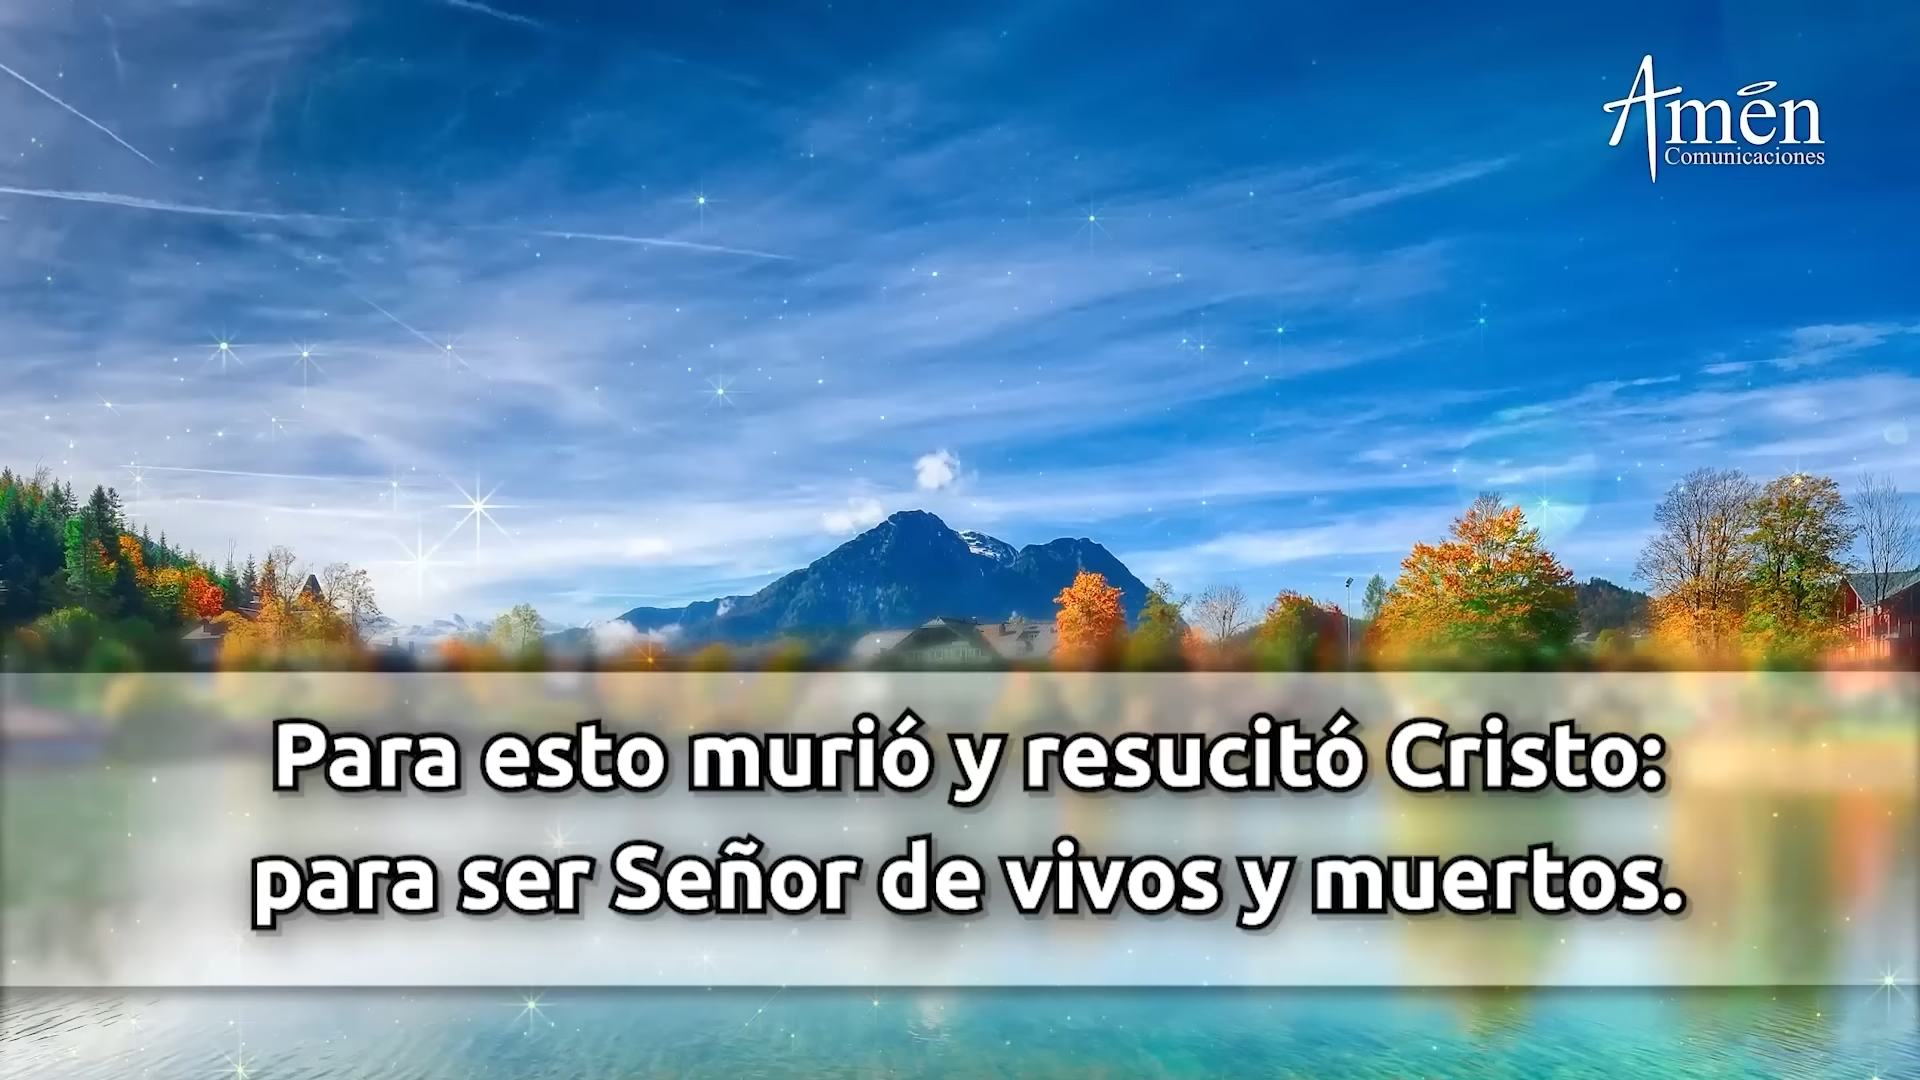 Amén
Comunicaciones
Para esto murió y resucitó Cristo:
para ser Señor de vivos y muertos.